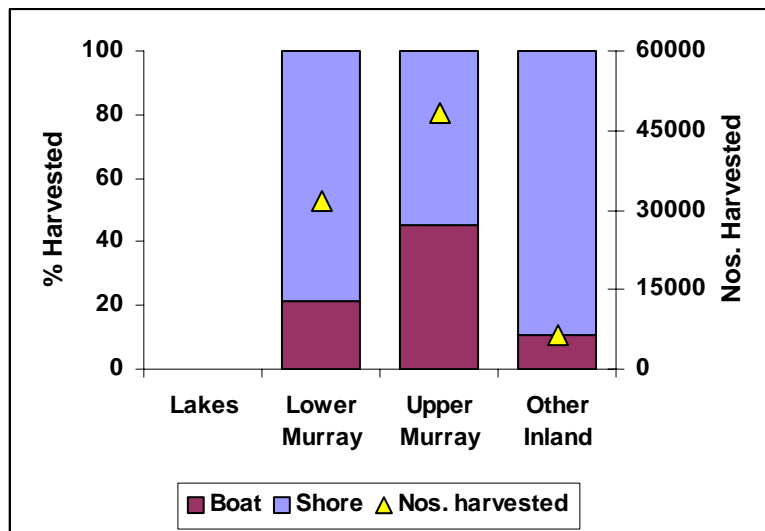 % Harvested
100
80
60
40
20
0
60000
45000
30000
15000
0
Nos. Harvested
Lakes
Lower
Murray
Upper
Murray
Other
Inland
Boat Shore Nos. harvested